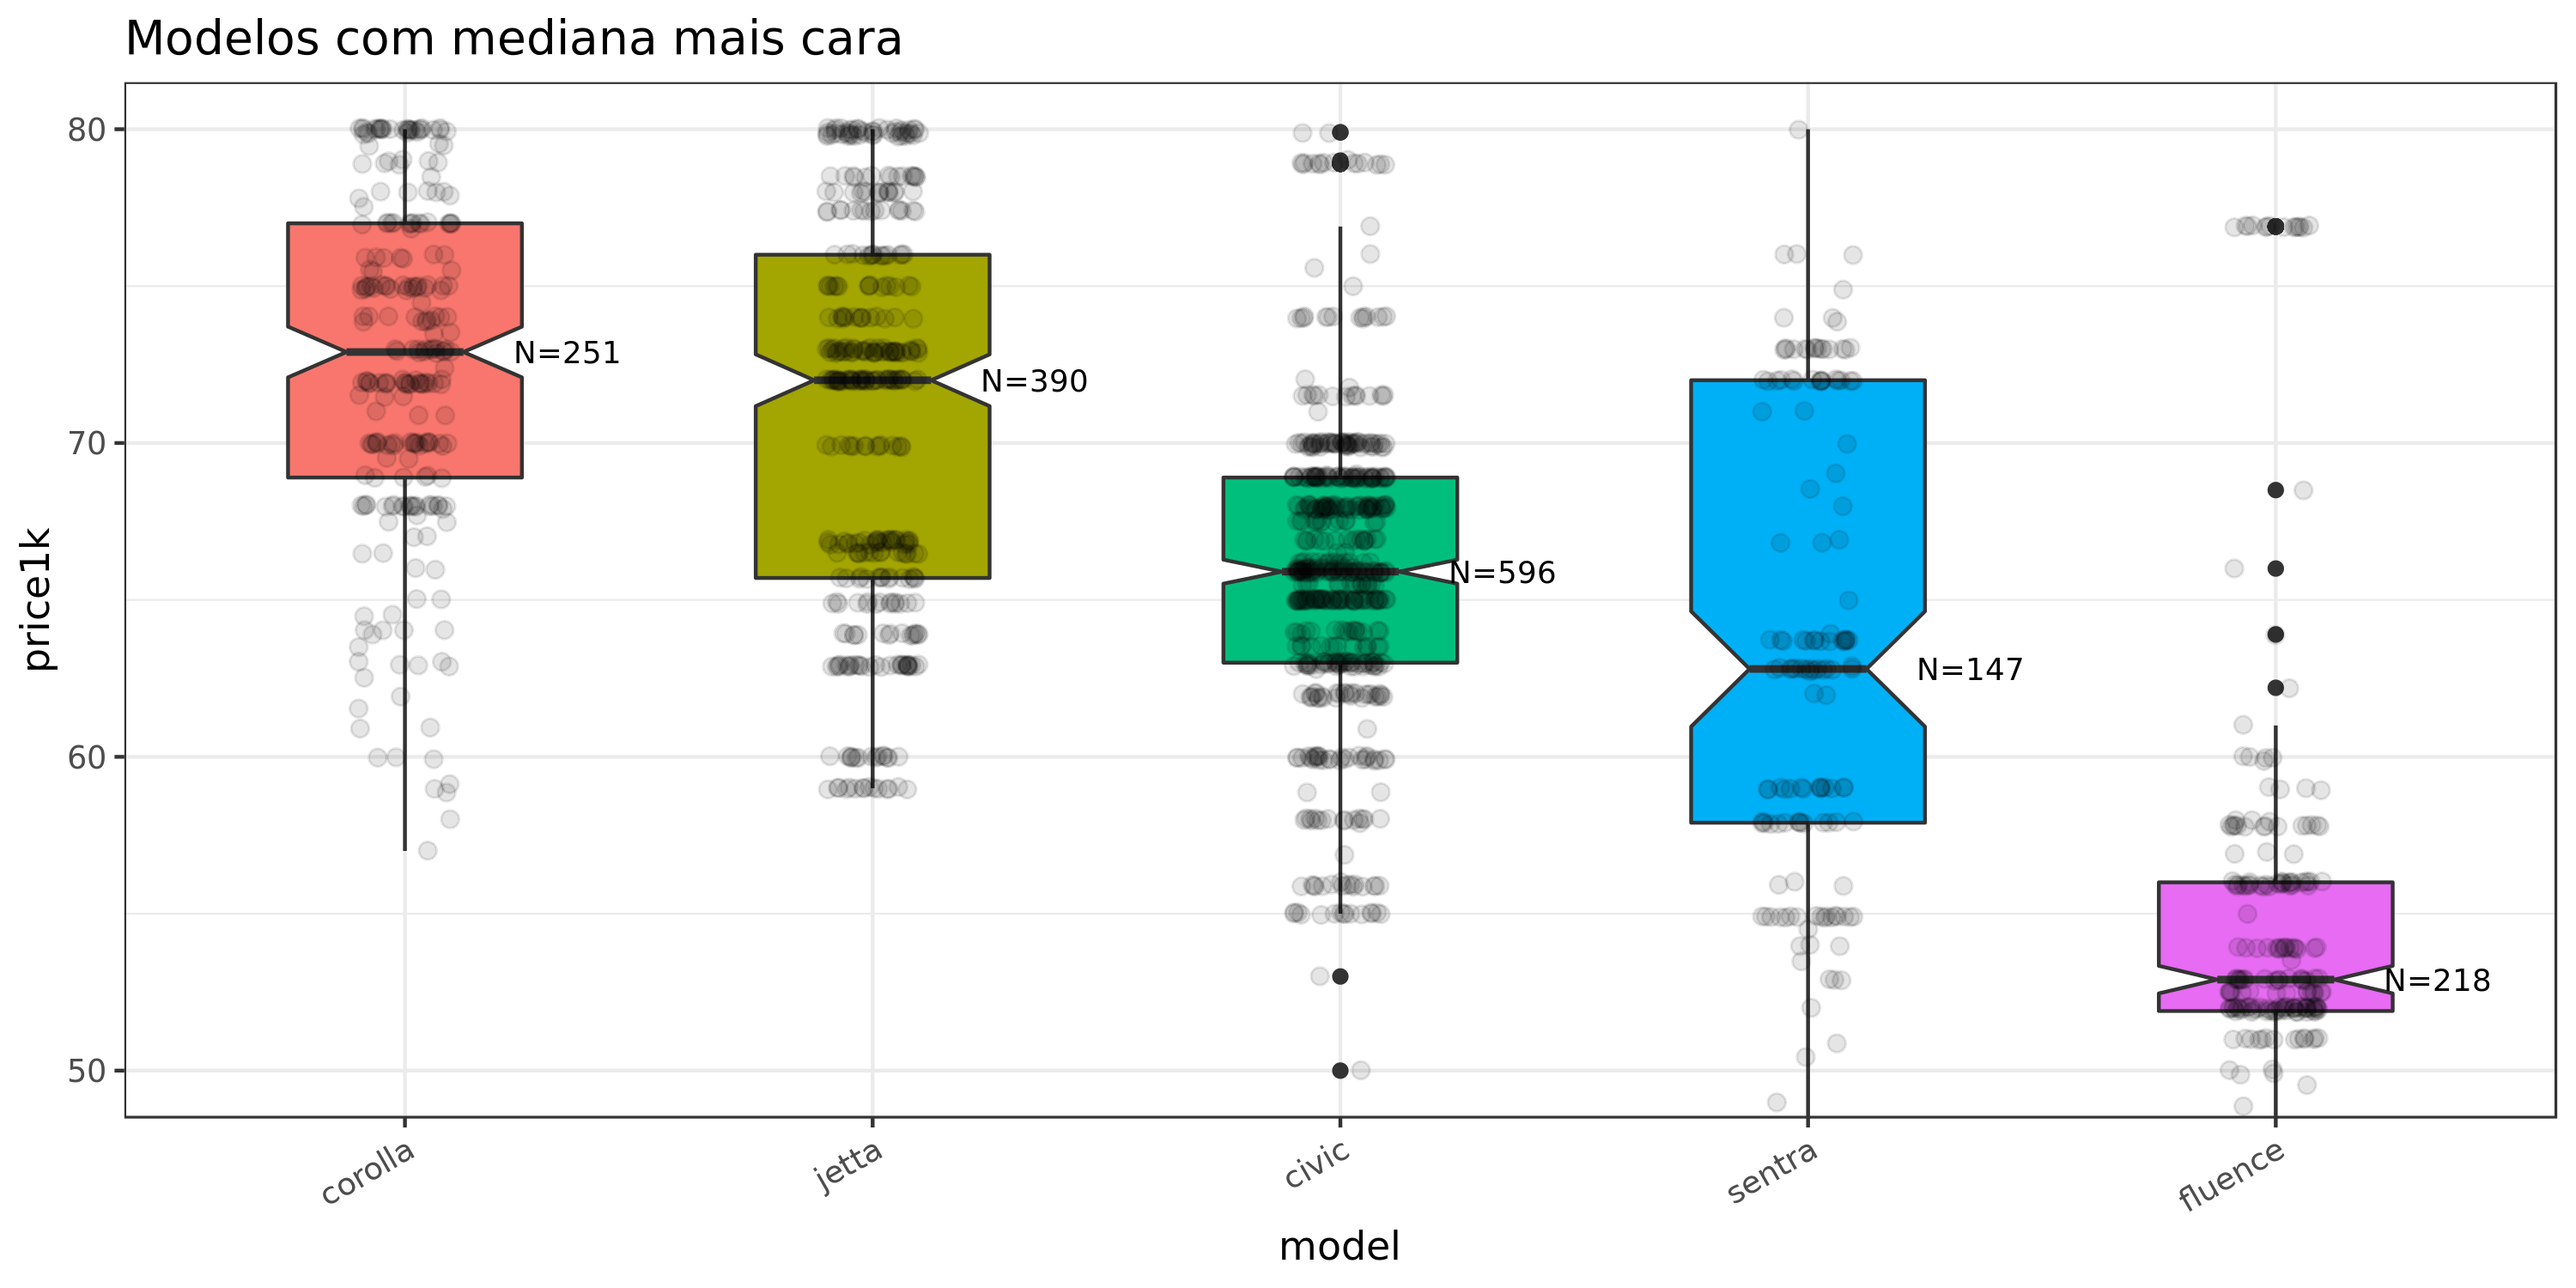 Modelos com mediana mais cara
price1k
80
70
60
50
N=251
N=390
N=596
N=147
N=218
corolla
jetta
civic
sentra
fluence
model